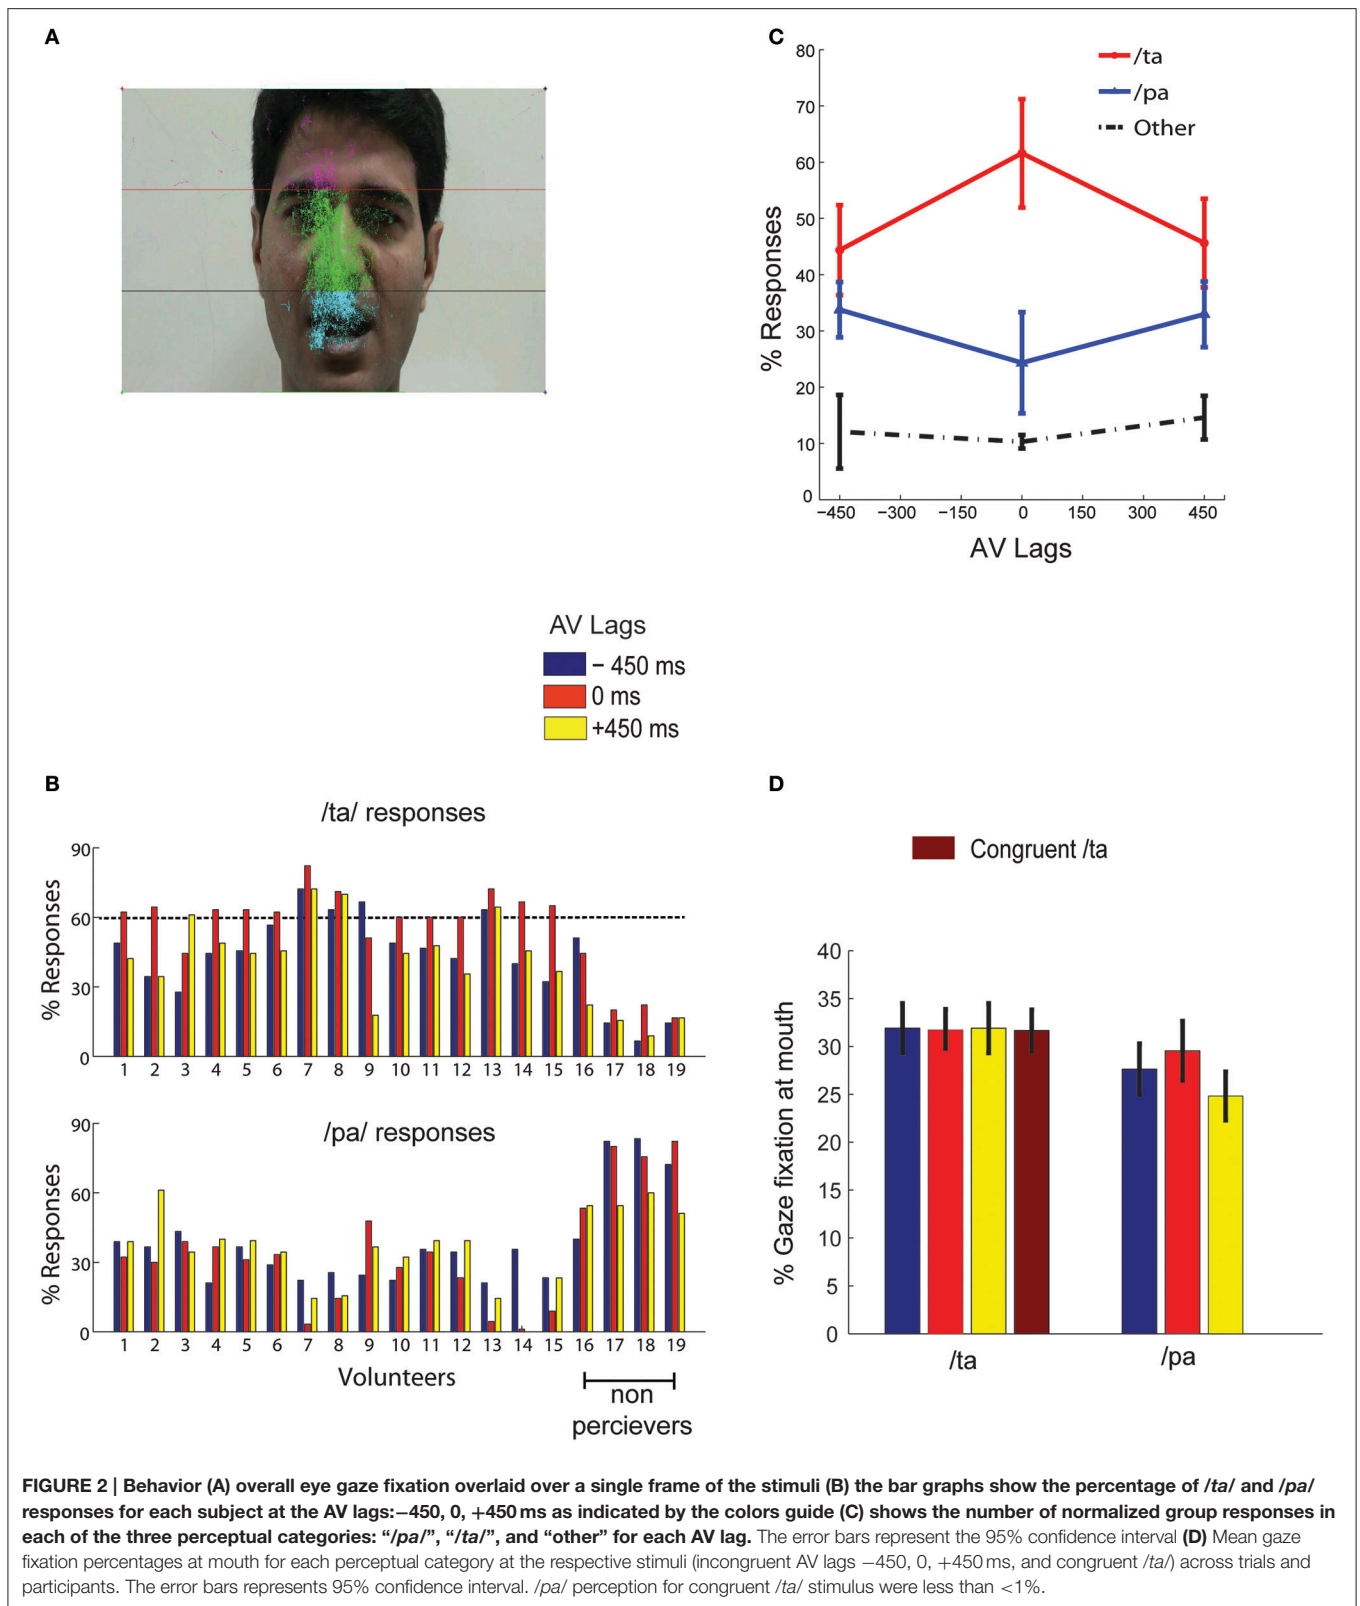 A
C
80
70
60
50
40
30
20
10
0
% Responses
−450 −300 −150 0 150 300 450
AV Lags
/ta
/pa
Other
AV Lags
− 450 ms
0 ms
+450 ms
B
/ta/ responses
90
60
30
0
% Responses
1 2 3 4 5 6 7 8 9 10 11 12 13 14 15 16 17 18 19
/pa/ responses
90
60
30
0
% Responses
1 2 3 4 5 6 7 8 9 10 11 12 13 14 15 16 17 18 19
Volunteers
non
percievers
D
Congruent /ta
40
35
30
25
20
15
10
5
0
% Gaze fixation at mouth
/ta /pa
FIGURE 2 | Behavior (A) overall eye gaze fixation overlaid over a single frame of the stimuli (B) the bar graphs show the percentage of /ta/ and /pa/
responses for each subject at the AV lags:−450, 0, +450 ms as indicated by the colors guide (C) shows the number of normalized group responses in
each of the three perceptual categories: “/pa/”, “/ta/”, and “other” for each AV lag. The error bars represent the 95% confidence interval (D) Mean gaze
fixation percentages at mouth for each perceptual category at the respective stimuli (incongruent AV lags −450, 0, +450 ms, and congruent /ta/) across trials and
participants. The error bars represents 95% confidence interval. /pa/ perception for congruent /ta/ stimulus were less than <1%.